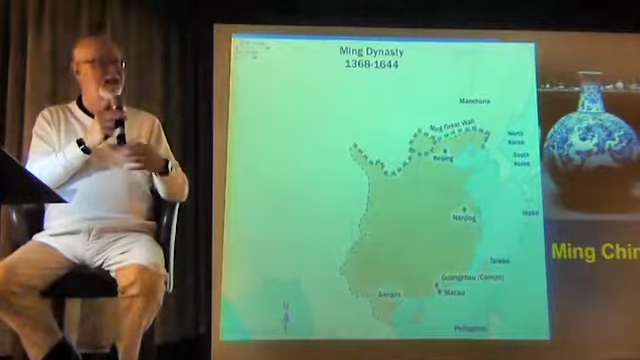 Ming Dynasty
1368-1644
Manchuria
Ming Great Wall
North
Korea
Beijing
South
Korea
Nanjing
Ming Chin
Taiwan
Guangzhou (Canton)
Macau
Annam
Philippines